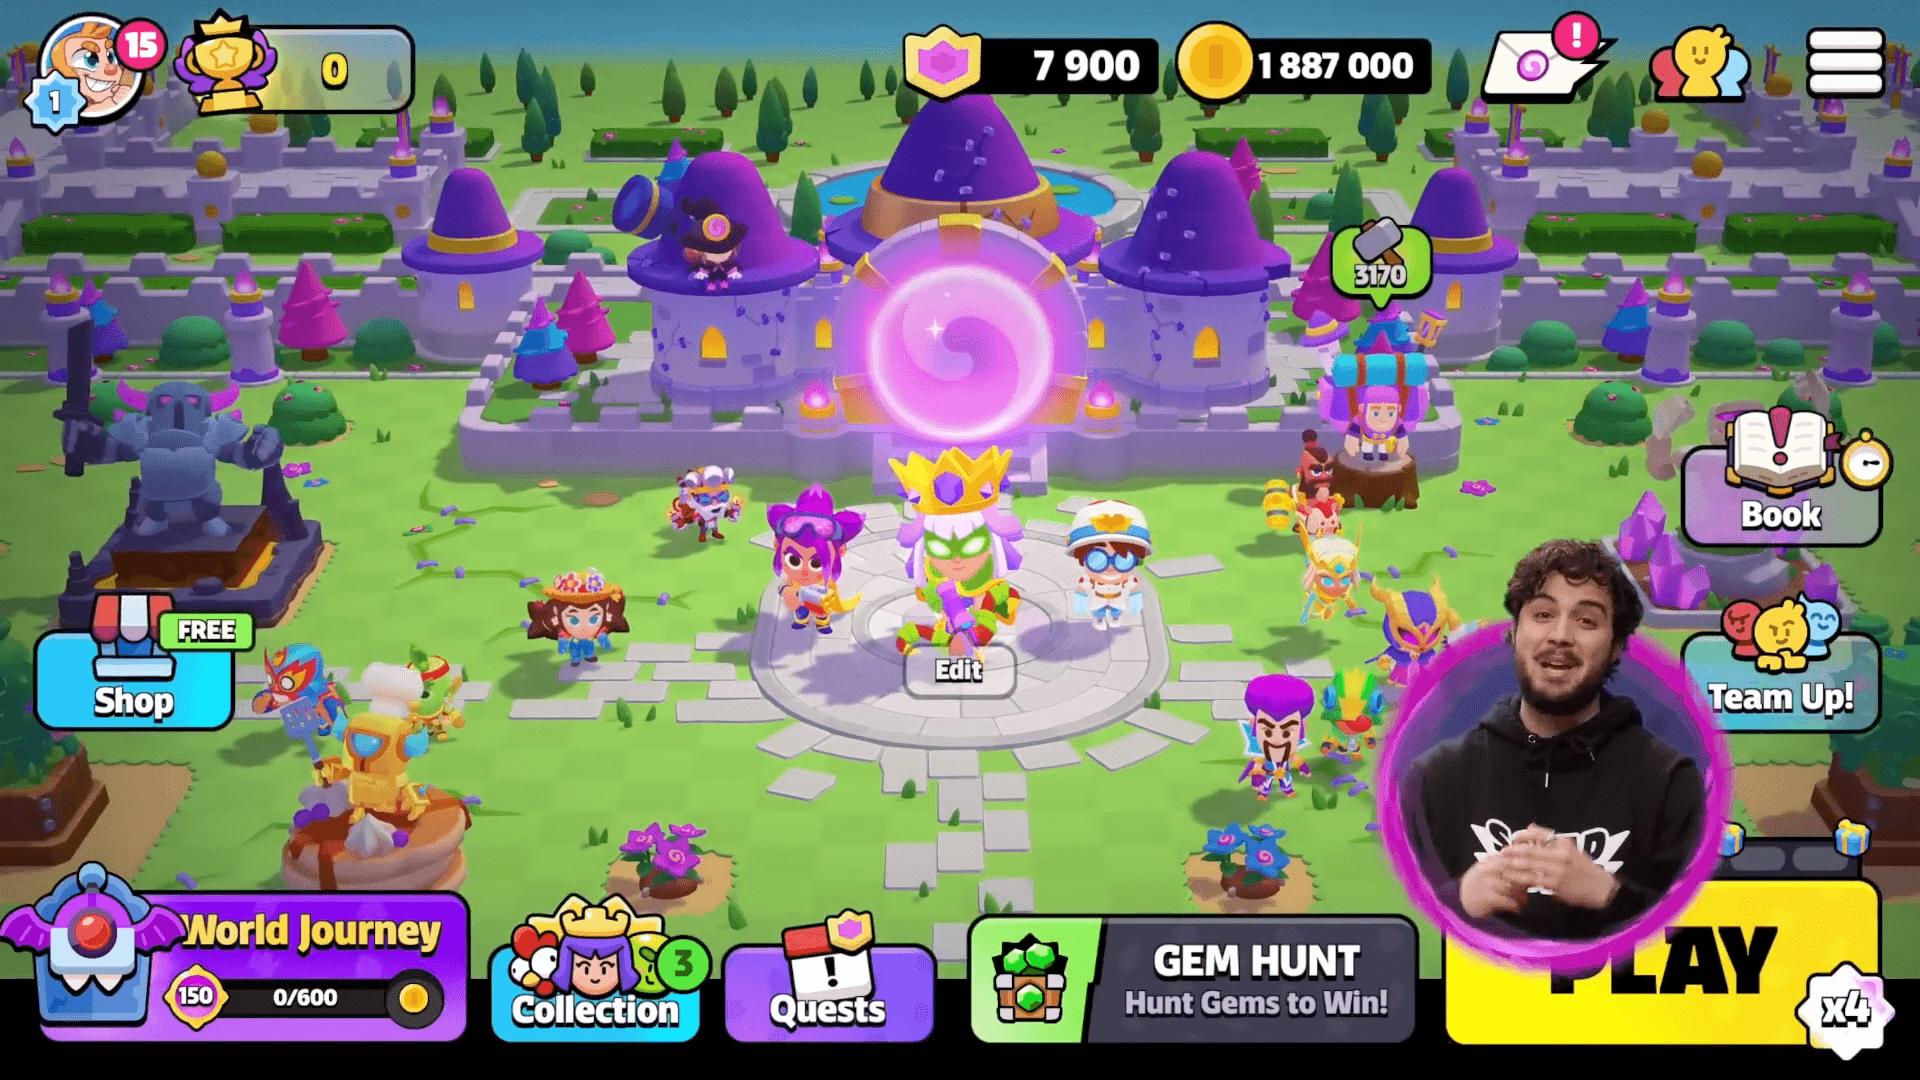 15
1
0
7 900
1 887 000
!
3170
Book
FREE
Shop
Edit
Team Up!
World Journey
150
0/600
3
Collection
!
Quests
GEM HUNT
Hunt Gems to Win!
PLAY
x4